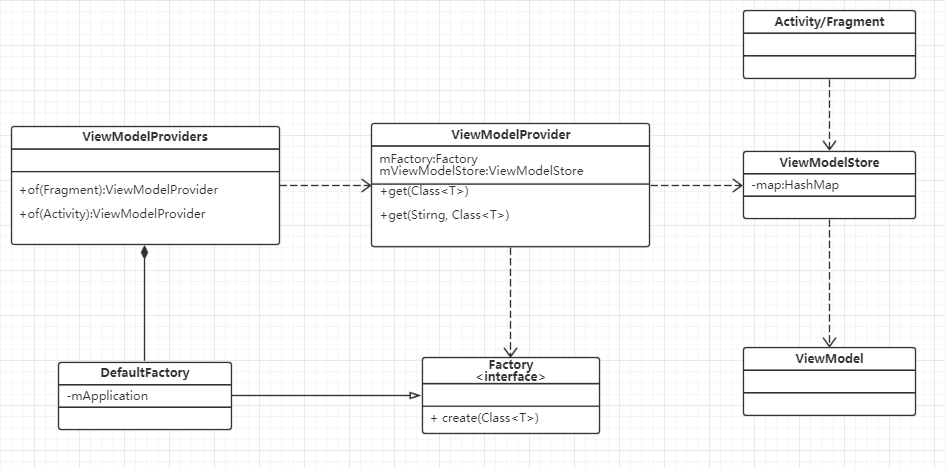 Activity/Fragment
ViewModelProviders
+of(Fragment):ViewModelProvider
+of(Activity):ViewModelProvider
ViewModelProvider
mFactory:Factory
mViewModelStore:ViewModelStore
+get(Class<T>)
+get(Stirng, Class<T>)
ViewModelStore
-map:HashMap
DefaultFactory
-mApplication
Factory
<interface>
+ create(Class<T>)
ViewModel